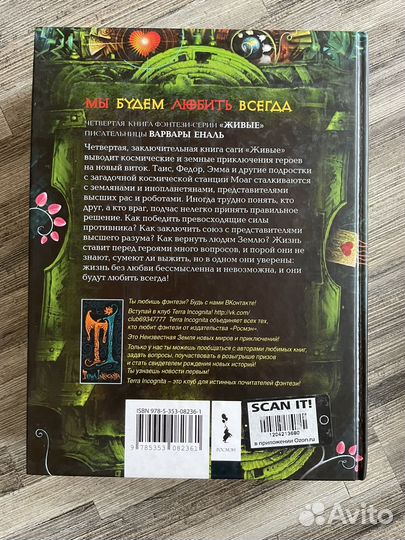 МЫ БУДЕМ ЛЮБИТЬ ВСЕГДА
ЧЕТВЕРТАЯ КНИГА ФЭНТЕЗИ-СЕРИИ «ЖИВЫЕ»
ПИСАТЕЛЬНИЦЫ ВАРВАРЫ ЕНАЛЬ
Четвертая, заключительная книга саги «Живые»
выводит космические и земные приключения героев
на новый виток. Таис, Федор, Эмма и другие подростки
с загадочной космической станции Моаг сталкиваются
с землянами и инопланетянами, представителями
высших рас и роботами. Иногда трудно понять, кто
друг, а кто враг, подчас нелегко принять правильное
решение. Как победить превосходящие силы
противника? Как заключить союз с представителями
высшего разума? Как вернуть людям Землю? Жизнь
ставит перед героями много вопросов, и порой они не
знают, сумеют ли выжить, но в одном они уверены:
жизнь без любви бессмысленна и невозможна, и они
будут любить всегда!
Ты любишь фэнтези? Будь с нами ВКонтакте!
Вступай в клуб Terra Incognita! http://vk.com/
club69347777 Terra Incognita объединяет всех тех,
кто любит фэнтези от издательства «Росмэн».
Это Неизвестная Земля новых миров и приключений!
Только у нас ты можешь пообщаться с авторами любимых книг,
задать вопросы, поучаствовать в розыгрыше призов
и стать свидетелем рождения новых историй!
Ты узнаешь новости первым!
Terra Incognita – это клуб для истинных почитателей фэнтези!
Terra Incognita
ISBN 978-5-353-08236-1
9 785353 082361
РОСМЭН
SCAN IT!
1204213680
в приложении Ozon.ru
Avito